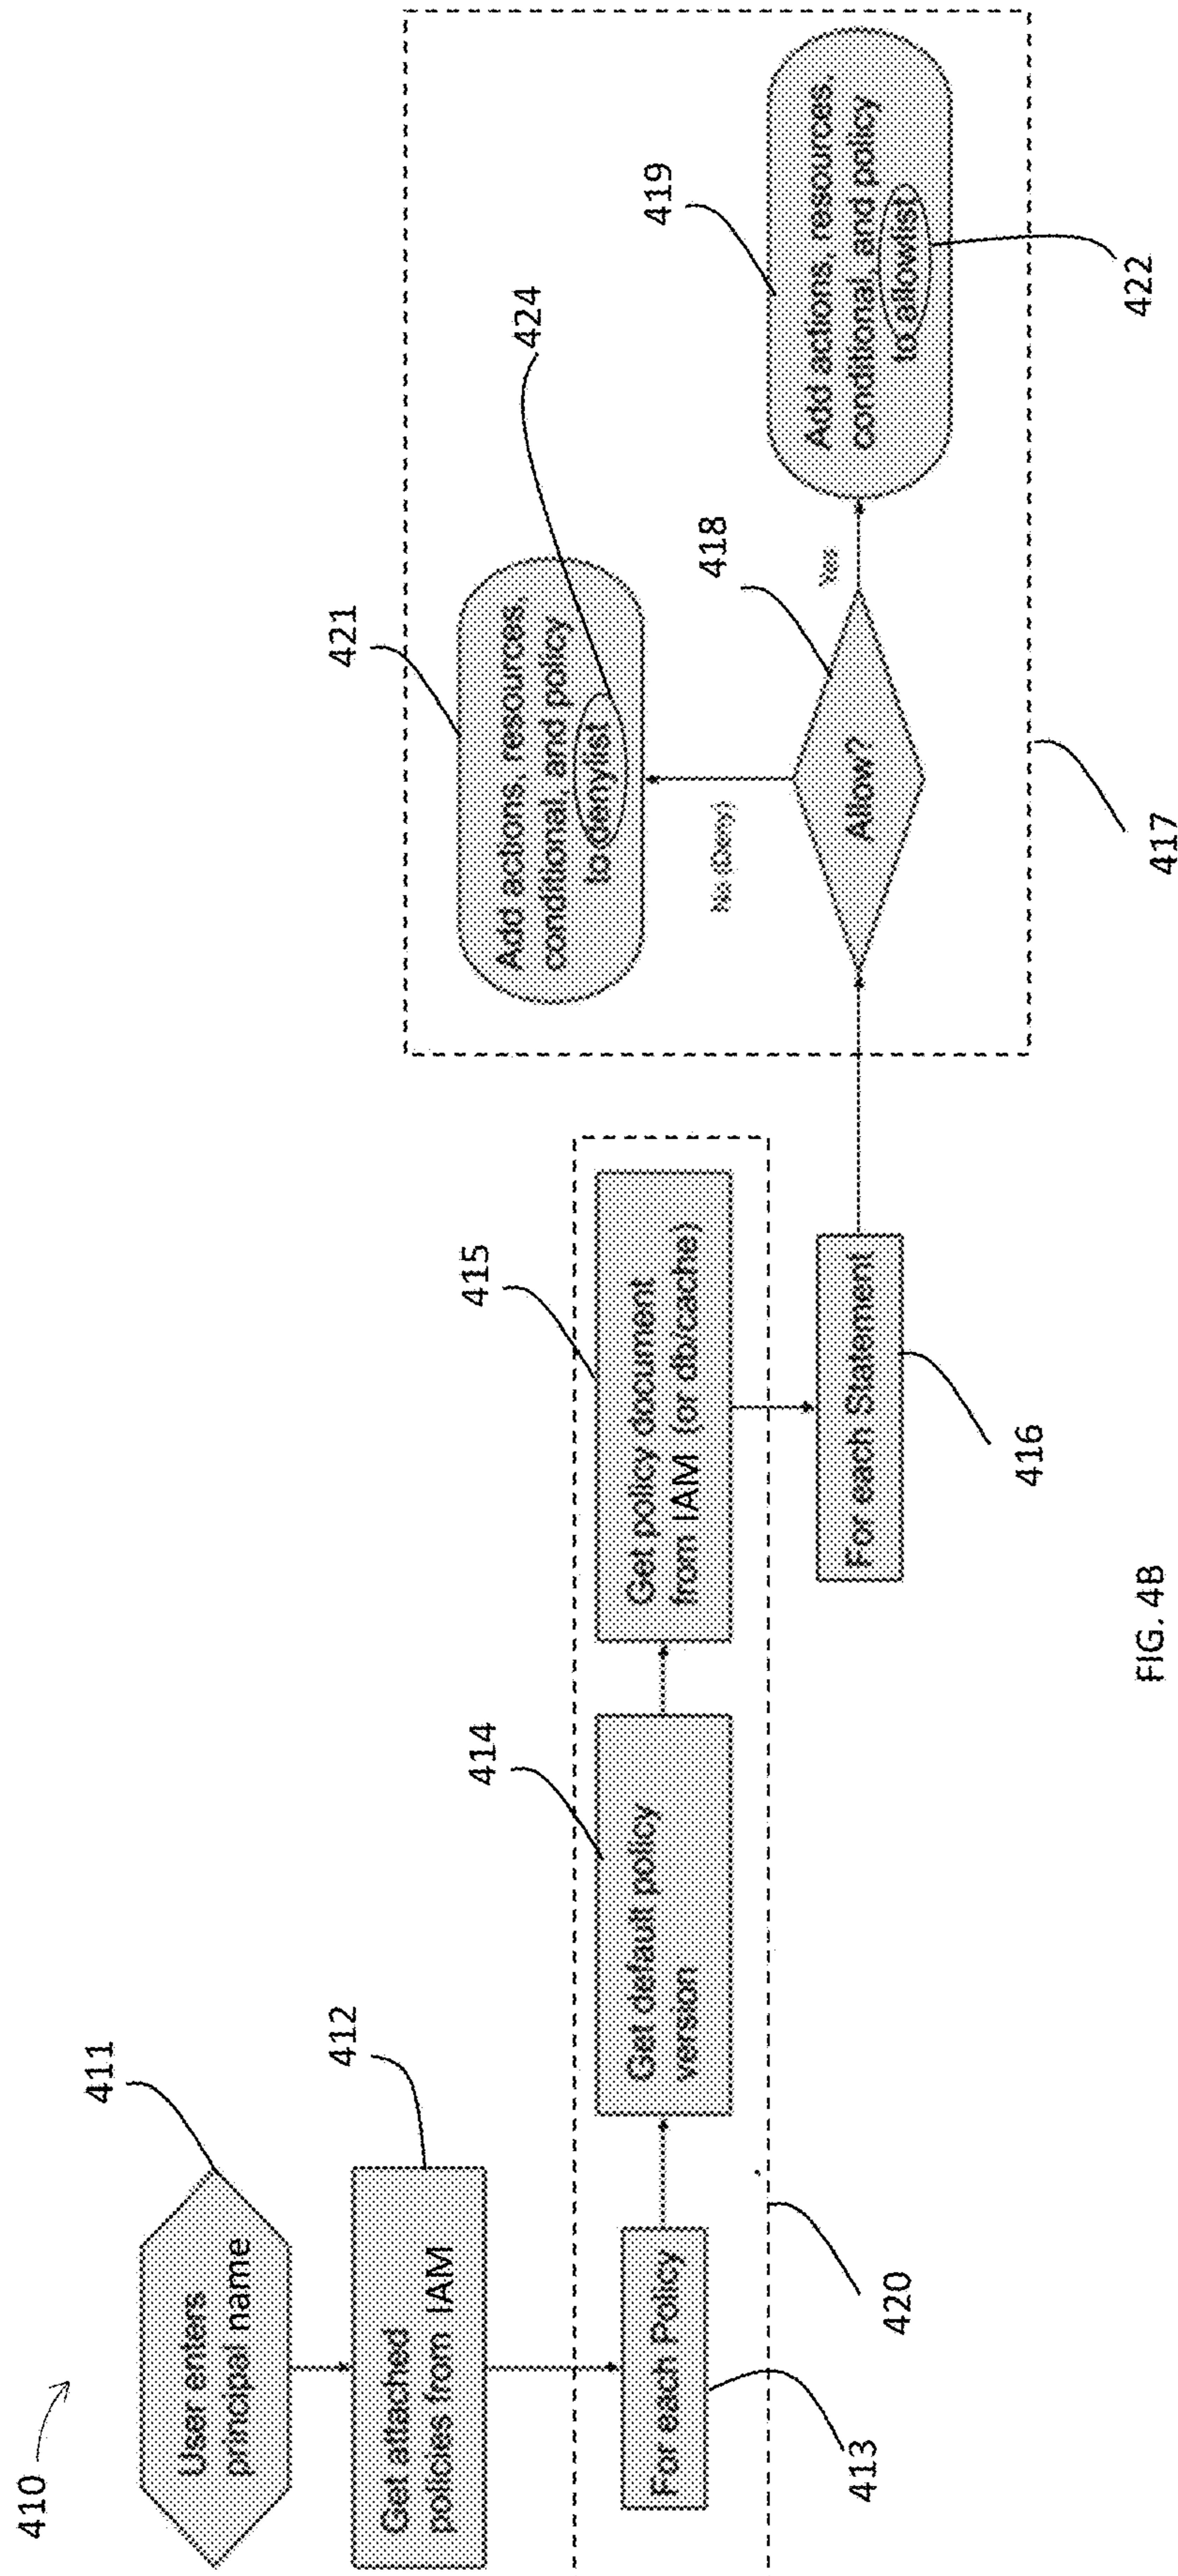 410
411
User enters
principal name
412
Get attached
policies from IAM
413
For each Policy
420
414
Get default policy
version
415
Get policy document
from IAM (or db/cache)
416
For each Statement
417
418
Allow?
No (Deny)
Yes
421
Add actions, resources,
conditional, and policy
to denylist
424
419
Add actions, resources,
conditional, and policy
to allowlist
422
FIG. 4B